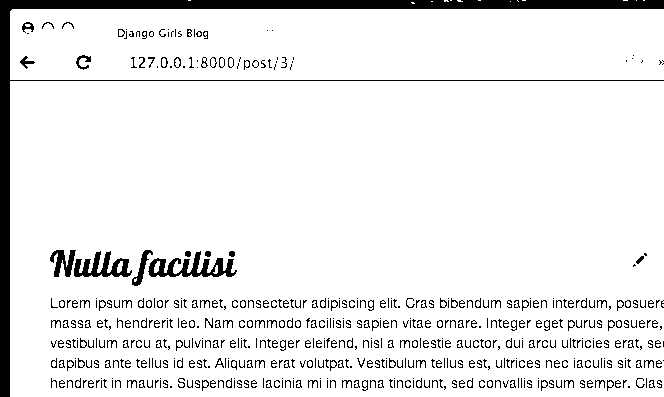 Django Girls Blog
127.0.0.1:8000/post/3/
Nulla facilisi
Lorem ipsum dolor sit amet, consectetur adipiscing elit. Cras bibendum sapien interdum, posuere
massa et, hendrerit leo. Nam commodo facilisis sapien vitae ornare. Integer eget purus posuere,
vestibulum arcu at, pulvinar elit. Integer eleifend, nisl a molestie auctor, dui arcu ultricies erat, sed
dapibus ante tellus id est. Aliquam erat volutpat. Vestibulum tellus est, ultrices nec iaculis sit amet
hendrerit in mauris. Suspendisse lacinia mi in magna tincidunt, sed convallis ipsum semper. Clas